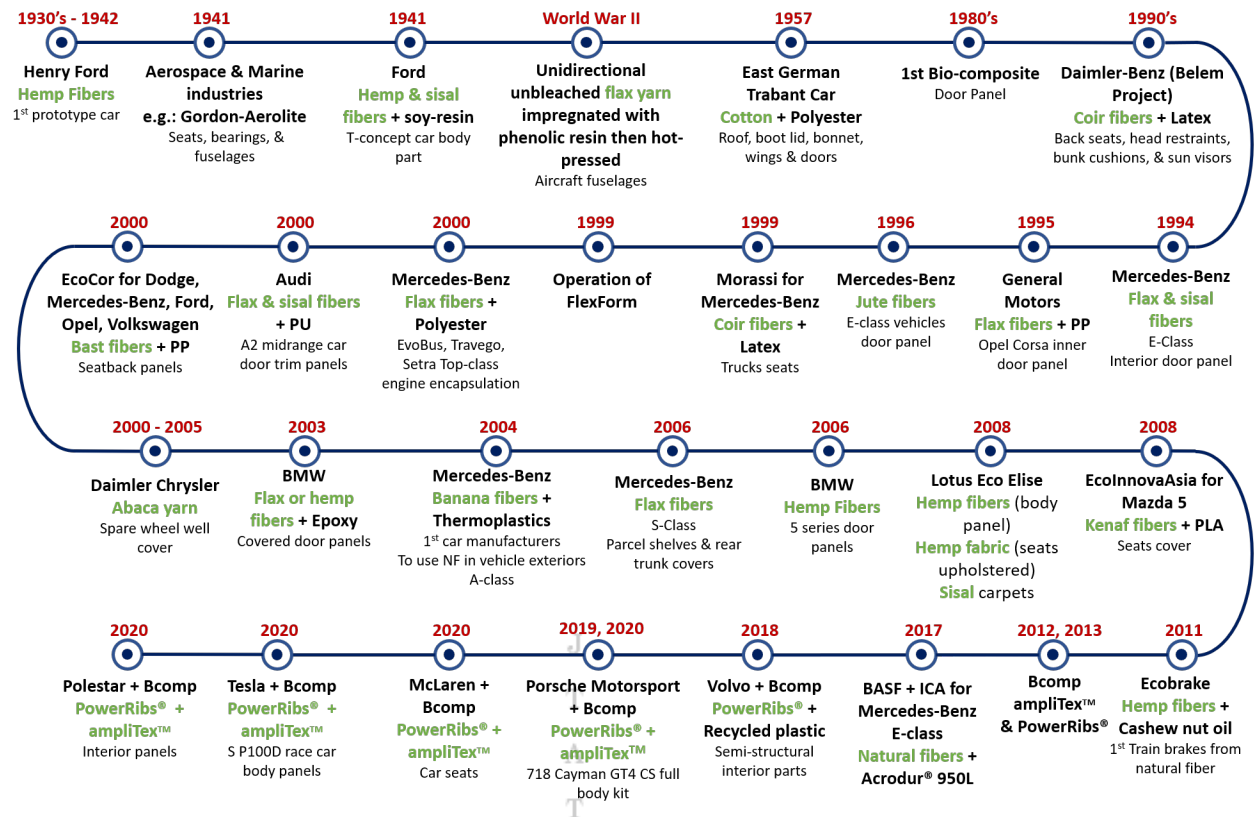 1930's - 1942
Henry Ford
Hemp Fibers
1st prototype car
1941
Aerospace & Marine
industries
e.g.: Gordon-Aerolite
Seats, bearings, &
fuselages
1941
Ford
Hemp & sisal
fibers + soy-resin
T-concept car body
part
World War II
Unidirectional
unbleached flax yarn
impregnated with
phenolic resin then hot-
pressed
Aircraft fuselages
1957
East German
Trabant Car
Cotton + Polyester
Roof, boot lid, bonnet,
wings & doors
1980's
1st Bio-composite
Door Panel
1990's
Daimler-Benz (Belem
Project)
Coir fibers + Latex
Back seats, head restraints,
bunk cushions, & sun visors
2000
EcoCor for Dodge,
Mercedes-Benz, Ford,
Opel, Volkswagen
Bast fibers + PP
Seatback panels
2000
Audi
Flax & sisal fibers
+ PU
A2 midrange car
door trim panels
2000
Mercedes-Benz
Flax fibers +
Polyester
EvoBus, Travego,
Setra Top-class
engine encapsulation
1999
Operation of
FlexForm
1999
Morassi for
Mercedes-Benz
Coir fibers +
Latex
Trucks seats
1996
Mercedes-Benz
Jute fibers
E-class vehicles
door panel
1995
General
Motors
Flax fibers + PP
Opel Corsa inner
door panel
1994
Mercedes-Benz
Flax & sisal
fibers
E-Class
Interior door panel
2000 - 2005
Daimler Chrysler
Abaca yarn
Spare wheel well
cover
2003
BMW
Flax or hemp
fibers + Epoxy
Covered door panels
2004
Mercedes-Benz
Banana fibers +
Thermoplastics
1st car manufacturers
To use NF in vehicle exteriors
A-class
2006
Mercedes-Benz
Flax fibers
S-Class
Parcel shelves & rear
trunk covers
2006
BMW
Hemp Fibers
5 series door
panels
2008
Lotus Eco Elise
Hemp fibers (body
panel)
Hemp fabric (seats
upholstered)
Sisal carpets
2008
EcoInnovaAsia for
Mazda 5
Kenaf fibers + PLA
Seats cover
2020
Polestar + Bcomp
PowerRibs® +
ampliTex™
Interior panels
2020
Tesla + Bcomp
PowerRibs® +
ampliTex™
S P100D race car
body panels
2020
McLaren +
Bcomp
PowerRibs® +
ampliTex™
Car seats
2019, 2020
Porsche Motorsport
+ Bcomp
PowerRibs® +
ampliTex™
718 Cayman GT4 CS full
body kit
2018
Volvo + Bcomp
PowerRibs® +
Recycled plastic
Semi-structural
interior parts
2017
BASF + ICA for
Mercedes-Benz
E-class
Natural fibers +
Acrodur® 950L
2012, 2013
Bcomp
ampliTex™
& PowerRibs®
2011
Ecobrake
Hemp fibers +
Cashew nut oil
1st Train brakes from
natural fiber